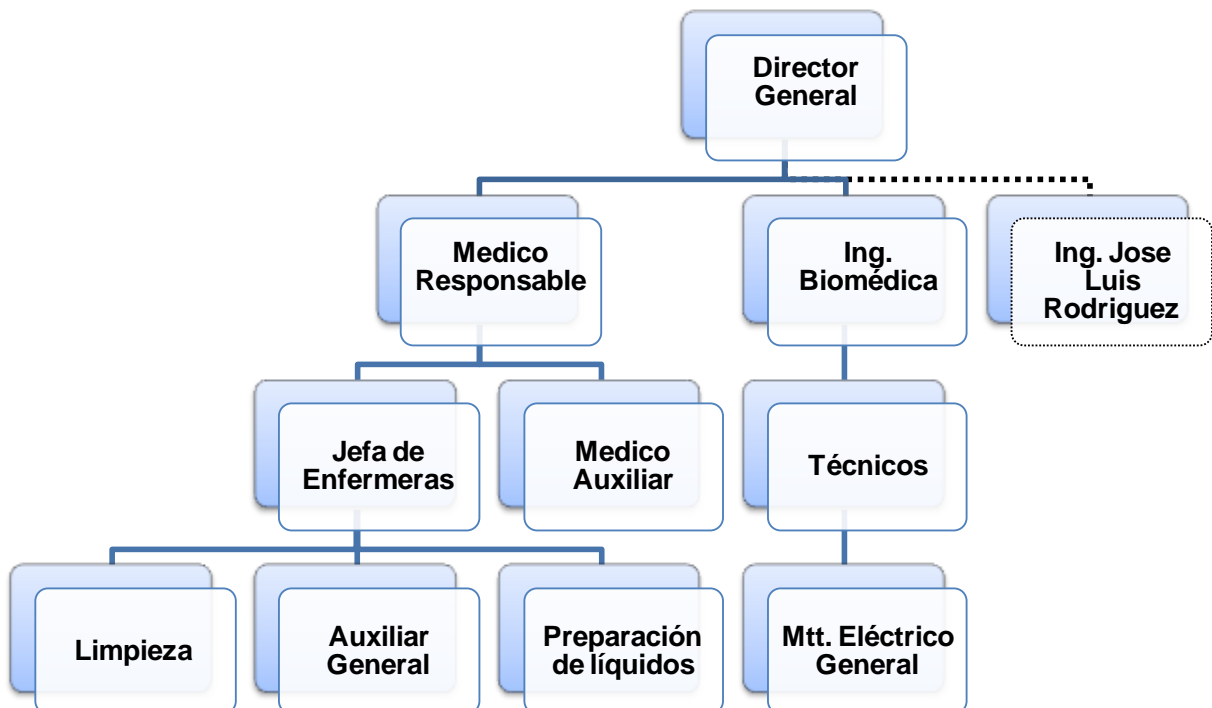 Director
General
Medico
Responsable
Ing.
Biomédica
Ing. Jose
Luis
Rodriguez
Jefa de
Enfermeras
Medico
Auxiliar
Técnicos
Limpieza
Auxiliar
General
Preparación
de líquidos
Mtt. Eléctrico
General